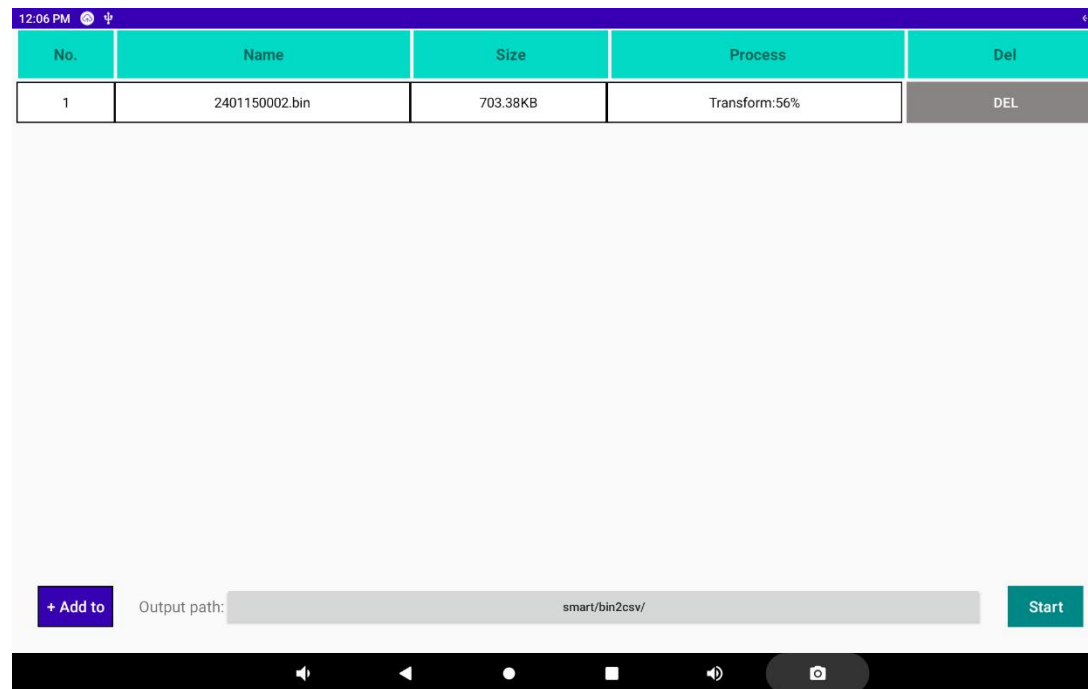 12:06 PM
No. Name Size Process Del
1 2401150002.bin 703.38KB Transform:56% DEL
+ Add to Output path: smart/bin2csv/ Start